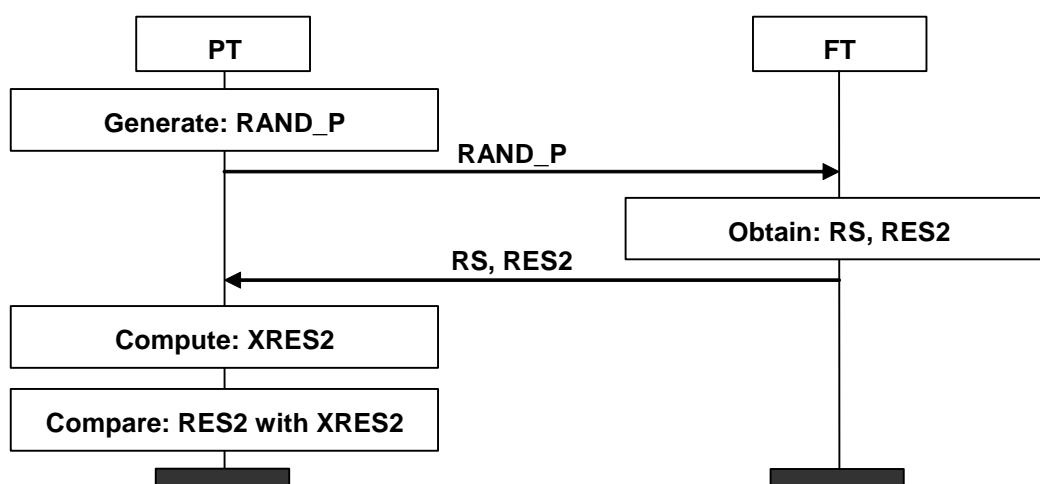 PT
FT
Generate: RAND_P
RAND_P
Obtain: RS, RES2
RS, RES2
Compute: XRES2
Compare: RES2 with XRES2